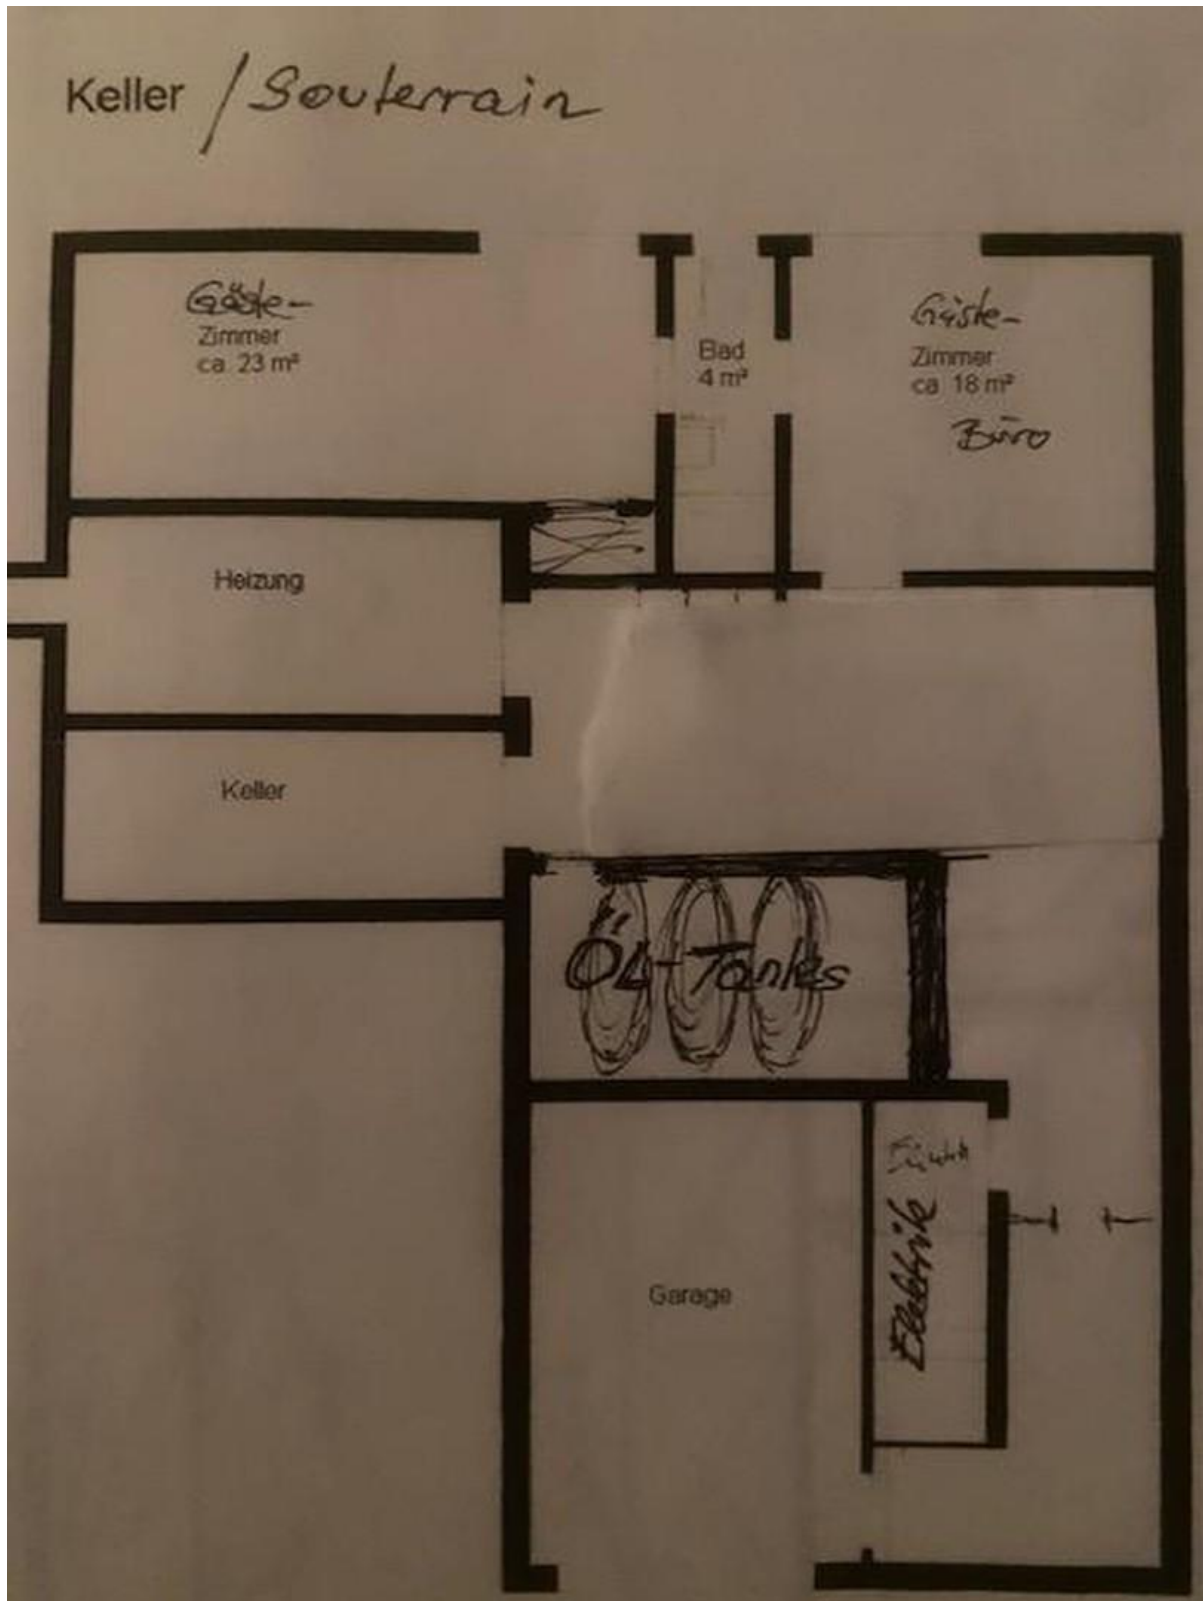 Keller / Souterrain
Gäste-
Zimmer
ca. 23 m²
Bad
4 m²
Gäste-
Zimmer
ca 18 m²
Büro
Heizung
Keller
ÖL-Tanks
Elektrik
Garage